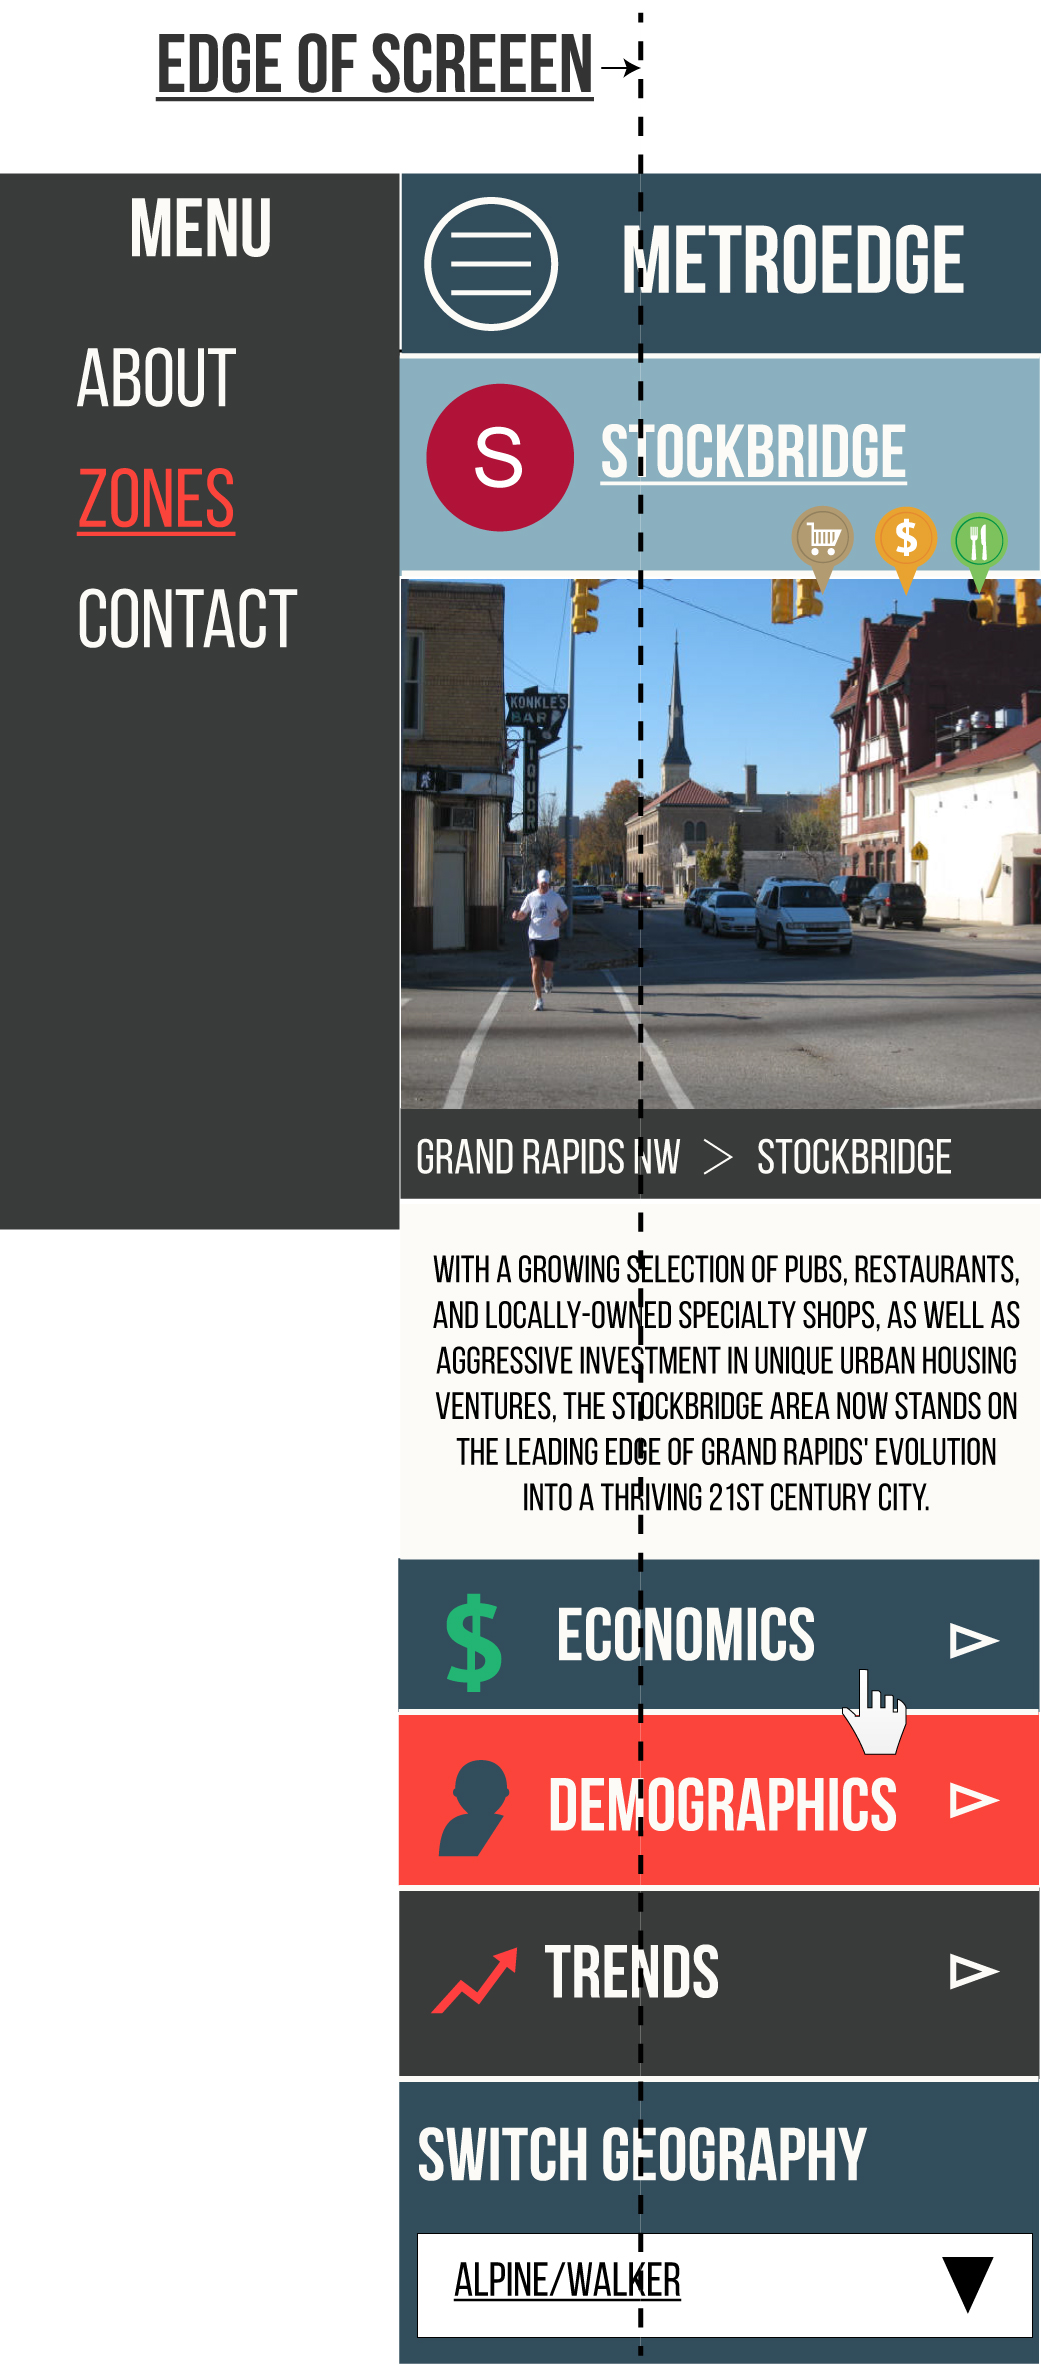 EDGE OF SCREEEN
MENU
ABOUT
ZONES
CONTACT
METROEDGE
S
STOCKBRIDGE
$
KONKLE'S
BAR
LIQUOR
GRAND RAPIDS NW > STOCKBRIDGE
WITH A GROWING SELECTION OF PUBS, RESTAURANTS,
AND LOCALLY-OWNED SPECIALTY SHOPS, AS WELL AS
AGGRESSIVE INVESTMENT IN UNIQUE URBAN HOUSING
VENTURES, THE STOCKBRIDGE AREA NOW STANDS ON
THE LEADING EDGE OF GRAND RAPIDS' EVOLUTION
INTO A THRIVING 21ST CENTURY CITY.
$ ECONOMICS
DEMOGRAPHICS
TRENDS
SWITCH GEOGRAPHY
ALPINE/WALKER